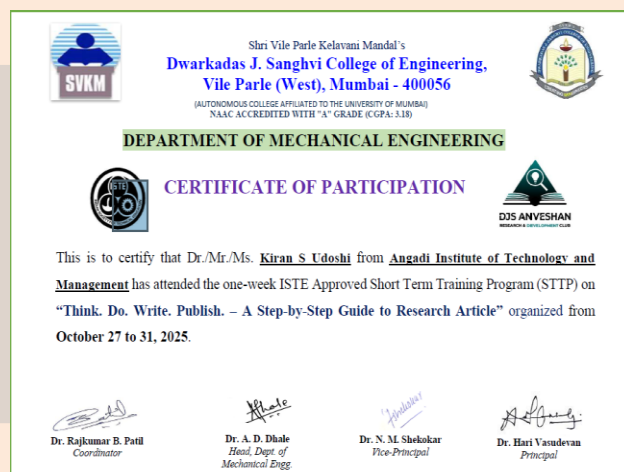 Shri Vile Parle Kelavani Mandal's
Dwarkadas J. Sanghvi College of Engineering,
Vile Parle (West), Mumbai - 400056
(AUTONOMOUS COLLEGE AFFILIATED TO THE UNIVERSITY OF MUMBAI)
NAAC ACCREDITED WITH "A" GRADE (CGPA: 3.18)
SVKM
DEPARTMENT OF MECHANICAL ENGINEERING
ISTE
CERTIFICATE OF PARTICIPATION
DJS ANVESHAN
RESEARCH & DEVELOPMENT CLUB
This is to certify that Dr./Mr./Ms. Kiran S Udoshi from Angadi Institute of Technology and
Management has attended the one-week ISTE Approved Short Term Training Program (STTP) on
“Think. Do. Write. Publish. – A Step-by-Step Guide to Research Article” organized from
October 27 to 31, 2025.
Dr. Rajkumar B. Patil
Coordinator
Dr. A. D. Dhale
Head, Dept. of
Mechanical Engg.
Dr. N. M. Shekokar
Vice-Principal
Dr. Hari Vasudevan
Principal